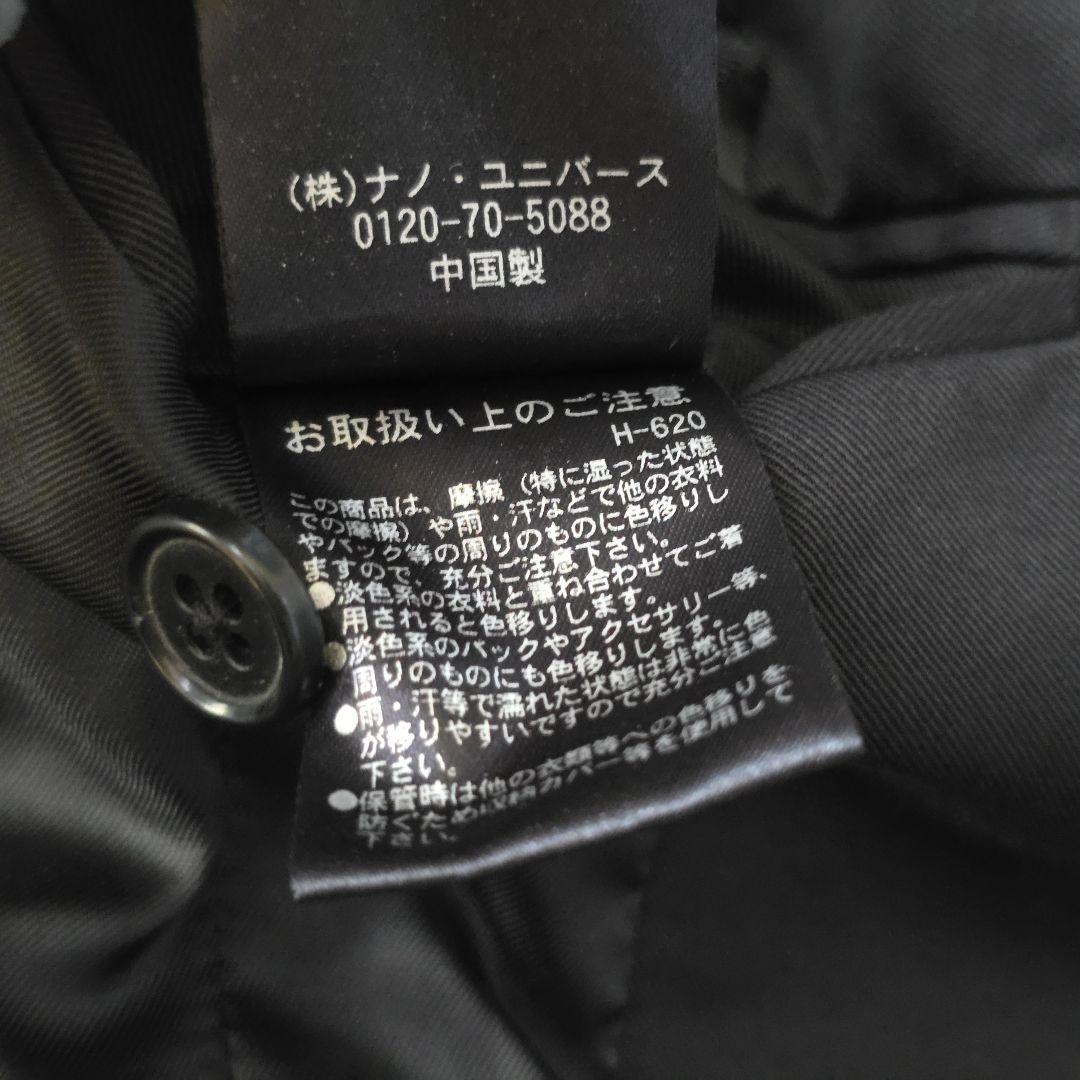 (株)ナノ・ユニバース
0120-70-5088
中国製
お取扱い上のご注意
H-620
この商品は、摩擦(特に湿った状態
での摩擦)や雨・汗などで他の衣料
やバック等の周りのものに色移りし
ますので、充分ご注意下さい。
●淡色系の衣料と重ね合わせてご着
用されると色移りします。
●淡色系のバックやアクセサリー等、
周りのものにも色移りします。
●雨・汗等で濡れた状態は非常に色
が移りやすいですので充分ご注意
下さい。
●保管時は他の衣類等への色移りを
防ぐため収納カバー等を使用して
下さい。